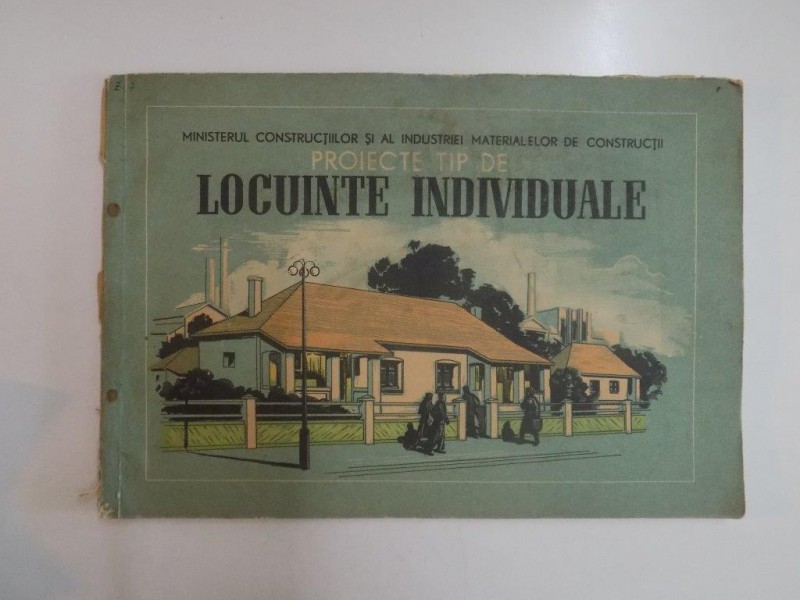 MINISTERUL CONSTRUCȚIILOR ȘI AL INDUSTRIEI MATERIALELOR DE CONSTRUCȚII
PROIECTE TIP DE
LOCUINTE INDIVIDUALE